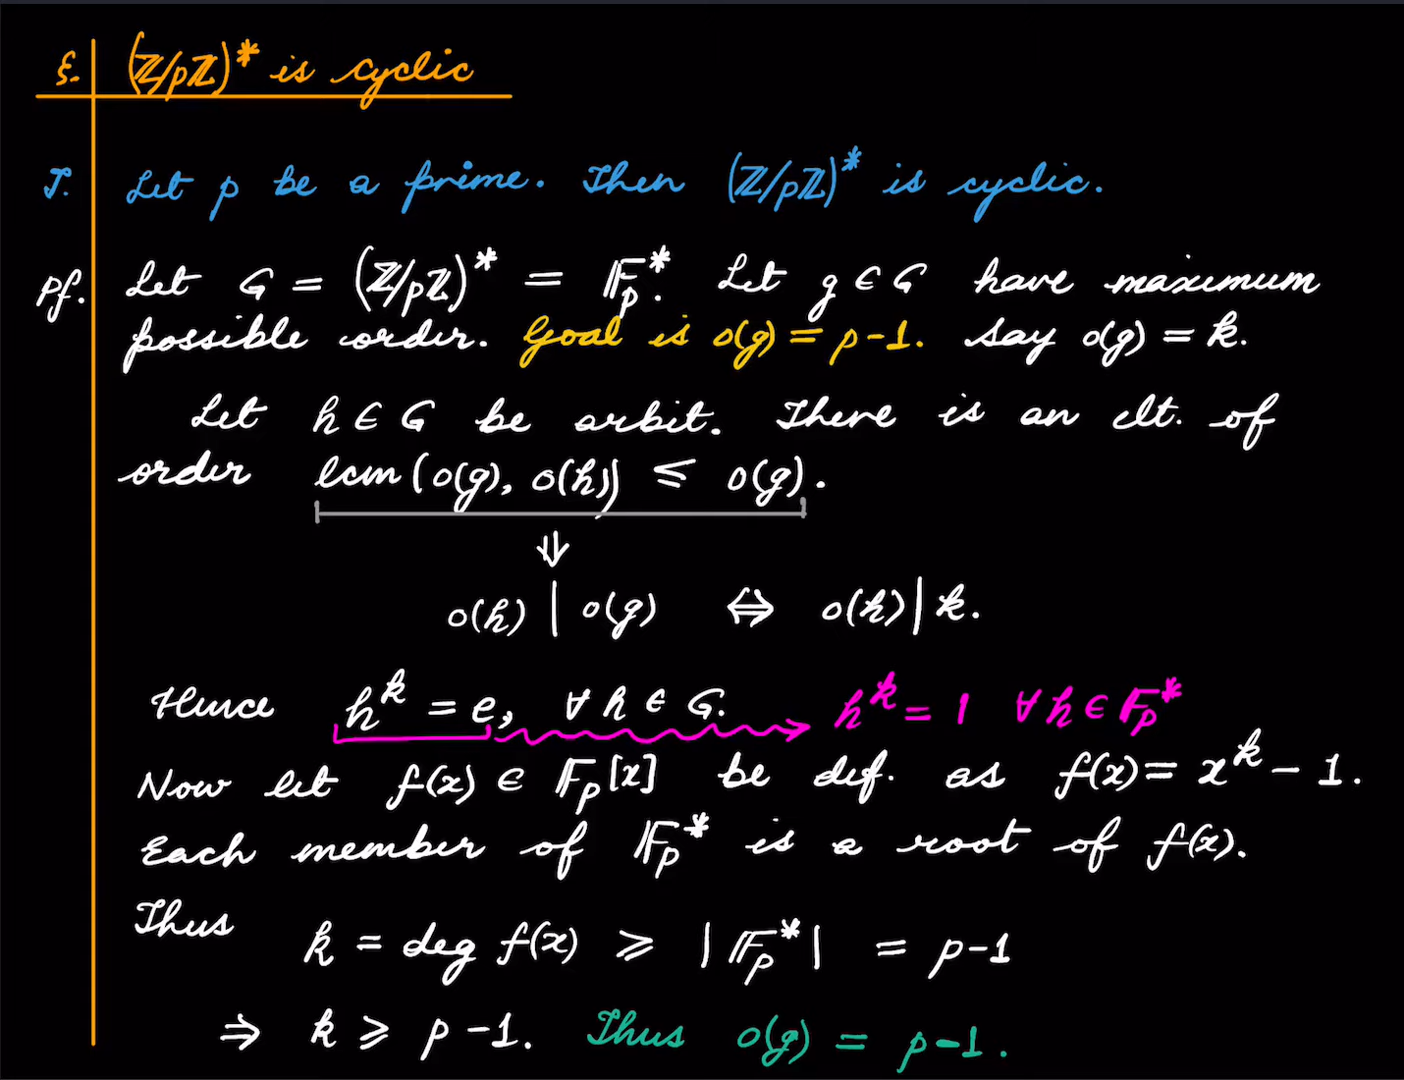 §. (ℤ/pℤ)* is cyclic
T. Let p be a prime. Then (ℤ/pℤ)* is cyclic.
Pf. Let G = (ℤ/pℤ)* = 𝔽ₚ*. Let g ∈ G have maximum
possible order. Goal is o(g) = p-1. Say o(g) = k.
Let h ∈ G be arbit. There is an elt. of
order lcm(o(g), o(h)) ⩽ o(g).
⇓
o(h) | o(g) ⇔ o(h) | k.
Hence h^k = e, ∀ h ∈ G. h^k = 1 ∀ h ∈ 𝔽ₚ*
Now let f(x) ∈ 𝔽ₚ[x] be def. as f(x) = x^k - 1.
Each member of 𝔽ₚ* is a root of f(x).
Thus
k = deg f(x) ⩾ |𝔽ₚ*| = p-1
⇒ k ⩾ p-1. Thus o(g) = p-1.